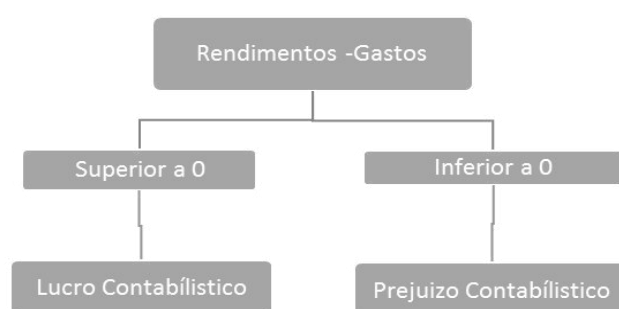 Rendimentos -Gastos
Superior a 0
Inferior a 0
Lucro Contabílistico
Prejuizo Contabílistico